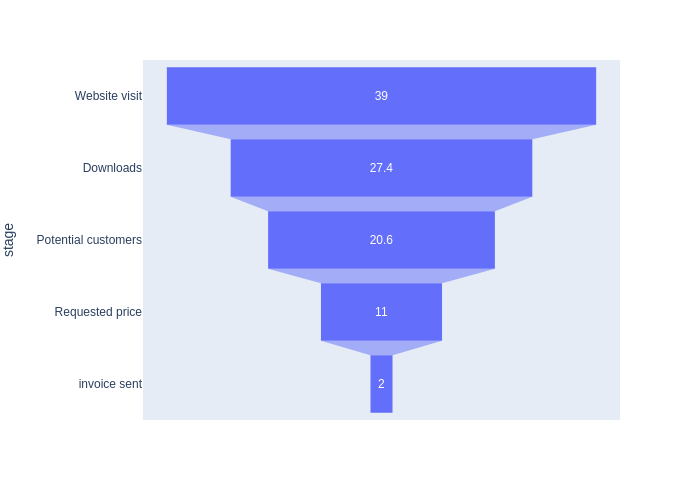 Website visit
39
Downloads
27.4
Potential customers
20.6
Requested price
11
invoice sent
2
stage